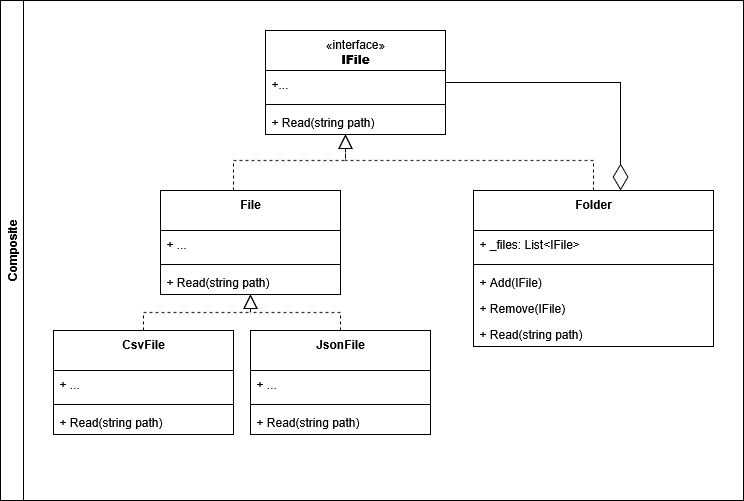 Composite
«interface»
IFile
+...
+ Read(string path)
File
+ ...
+ Read(string path)
Folder
+ _files: List<IFile>
+ Add(IFile)
+ Remove(IFile)
+ Read(string path)
CsvFile
+ ...
+ Read(string path)
JsonFile
+ ...
+ Read(string path)